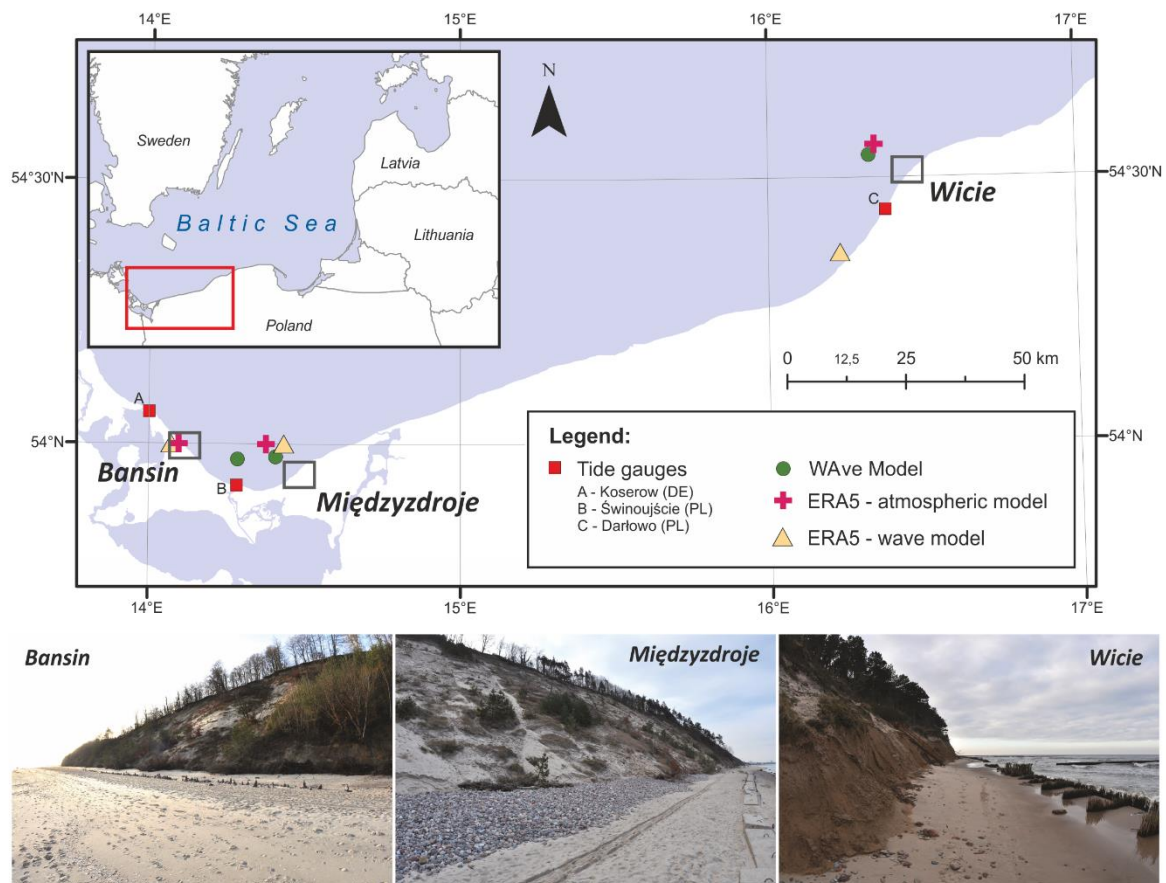 14°E
15°E
16°E
17°E
N
Sweden
Latvia
Baltic Sea
Lithuania
Poland
54°30'N
54°30'N
Wicie
C
0
12,5
25
50 km
A
54°N
54°N
Bansin
B
Międzyzdroje
Legend:
Tide gauges
A - Koserow (DE)
B - Świnoujście (PL)
C - Darłowo (PL)
WAve Model
ERA5 - atmospheric model
ERA5 - wave model
14°E
15°E
16°E
17°E
Bansin
Międzyzdroje
Wicie